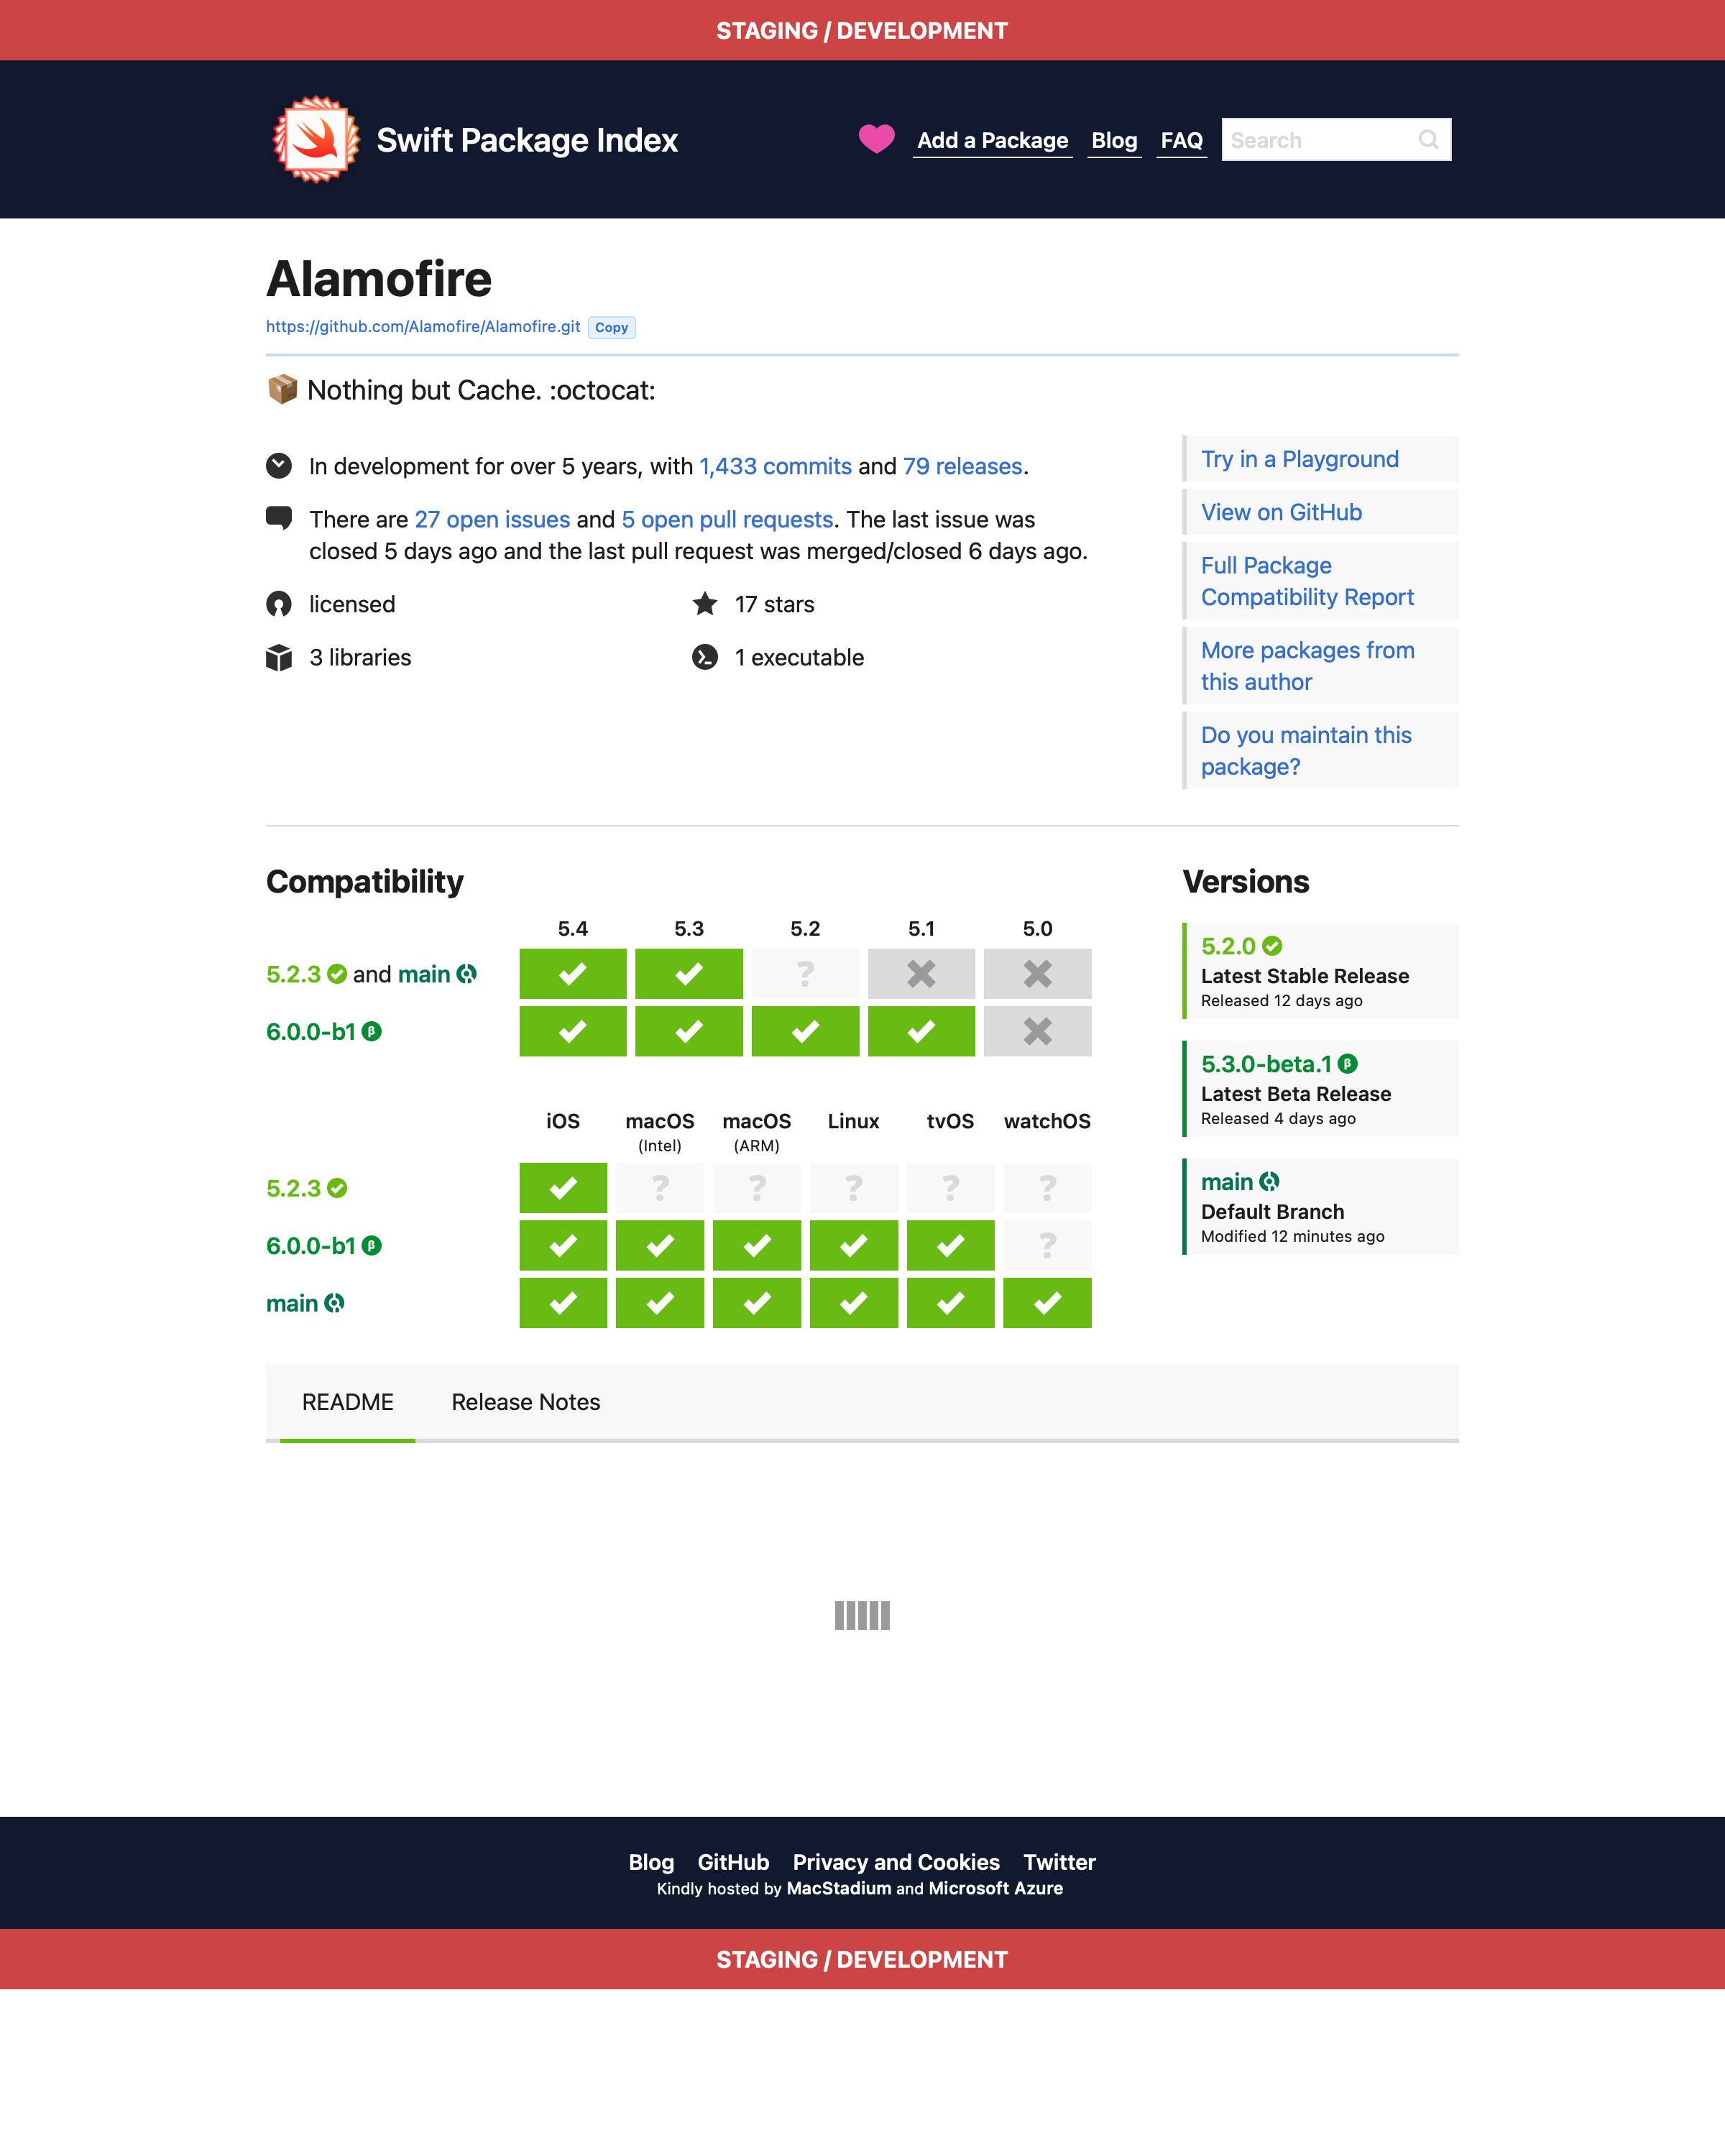 STAGING / DEVELOPMENT
Swift Package Index
Add a Package Blog FAQ Search
Alamofire
https://github.com/Alamofire/Alamofire.git Copy
📦 Nothing but Cache. :octocat:
In development for over 5 years, with 1,433 commits and 79 releases.
There are 27 open issues and 5 open pull requests. The last issue was
closed 5 days ago and the last pull request was merged/closed 6 days ago.
licensed 17 stars
3 libraries 1 executable
Try in a Playground
View on GitHub
Full Package
Compatibility Report
More packages from
this author
Do you maintain this
package?
Compatibility
5.4 5.3 5.2 5.1 5.0
5.2.3 and main ?
6.0.0-b1 β
iOS macOS macOS Linux tvOS watchOS
(Intel) (ARM)
5.2.3 ? ? ? ? ?
6.0.0-b1 β ?
main
Versions
5.2.0
Latest Stable Release
Released 12 days ago
5.3.0-beta.1 β
Latest Beta Release
Released 4 days ago
main
Default Branch
Modified 12 minutes ago
README Release Notes
Blog GitHub Privacy and Cookies Twitter
Kindly hosted by MacStadium and Microsoft Azure
STAGING / DEVELOPMENT